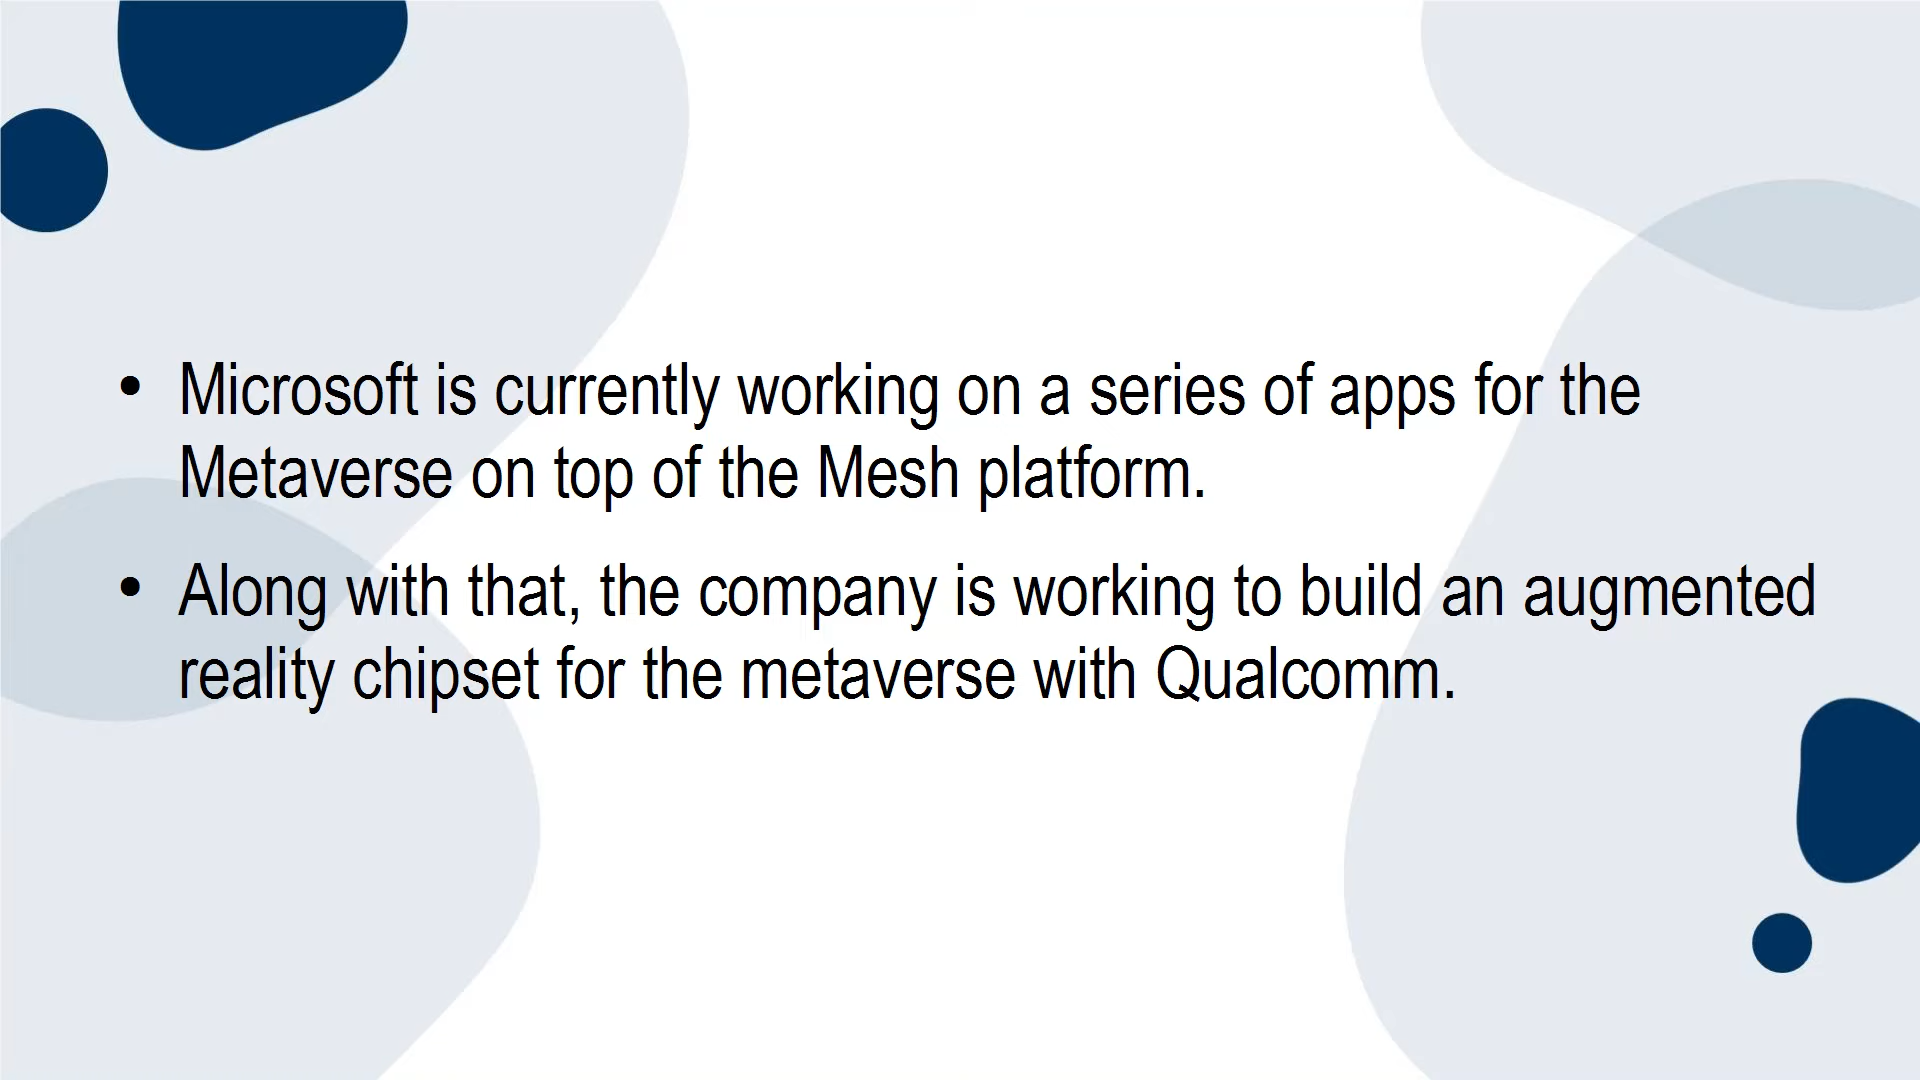 • Microsoft is currently working on a series of apps for the
Metaverse on top of the Mesh platform.
• Along with that, the company is working to build an augmented
reality chipset for the metaverse with Qualcomm.